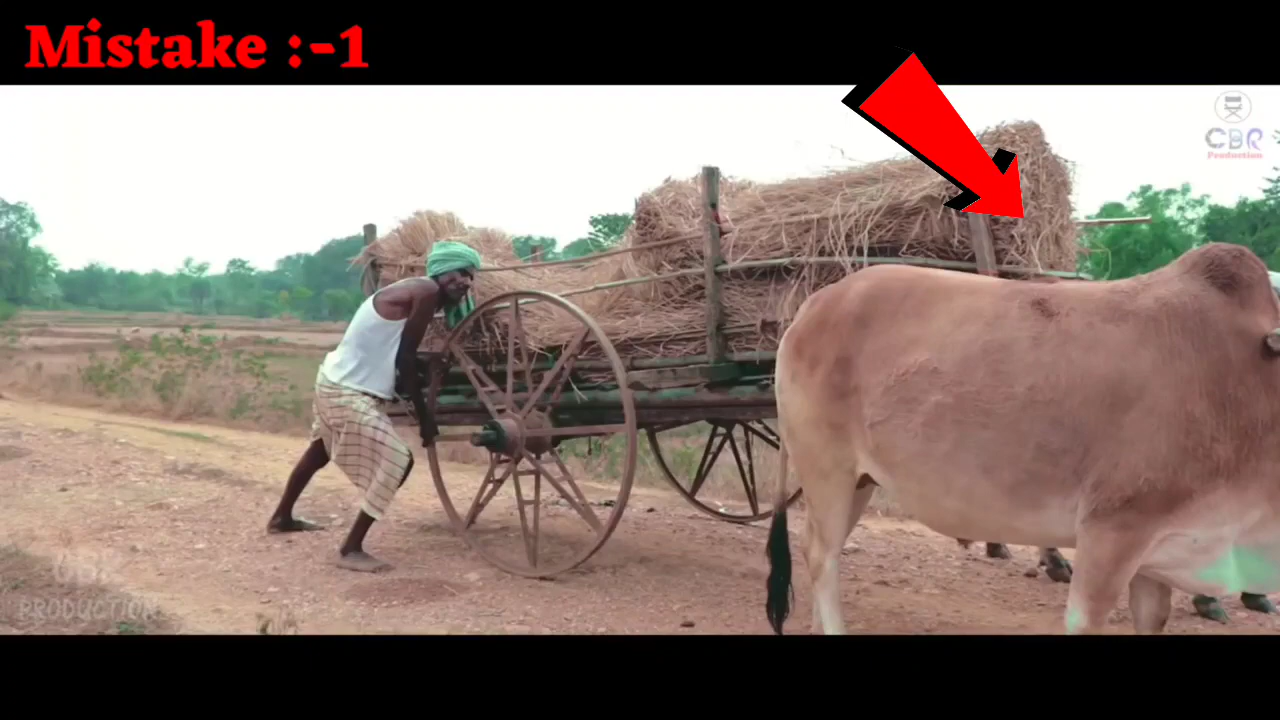 Mistake :-1
CBR
Production
CBR
PRODUCTION